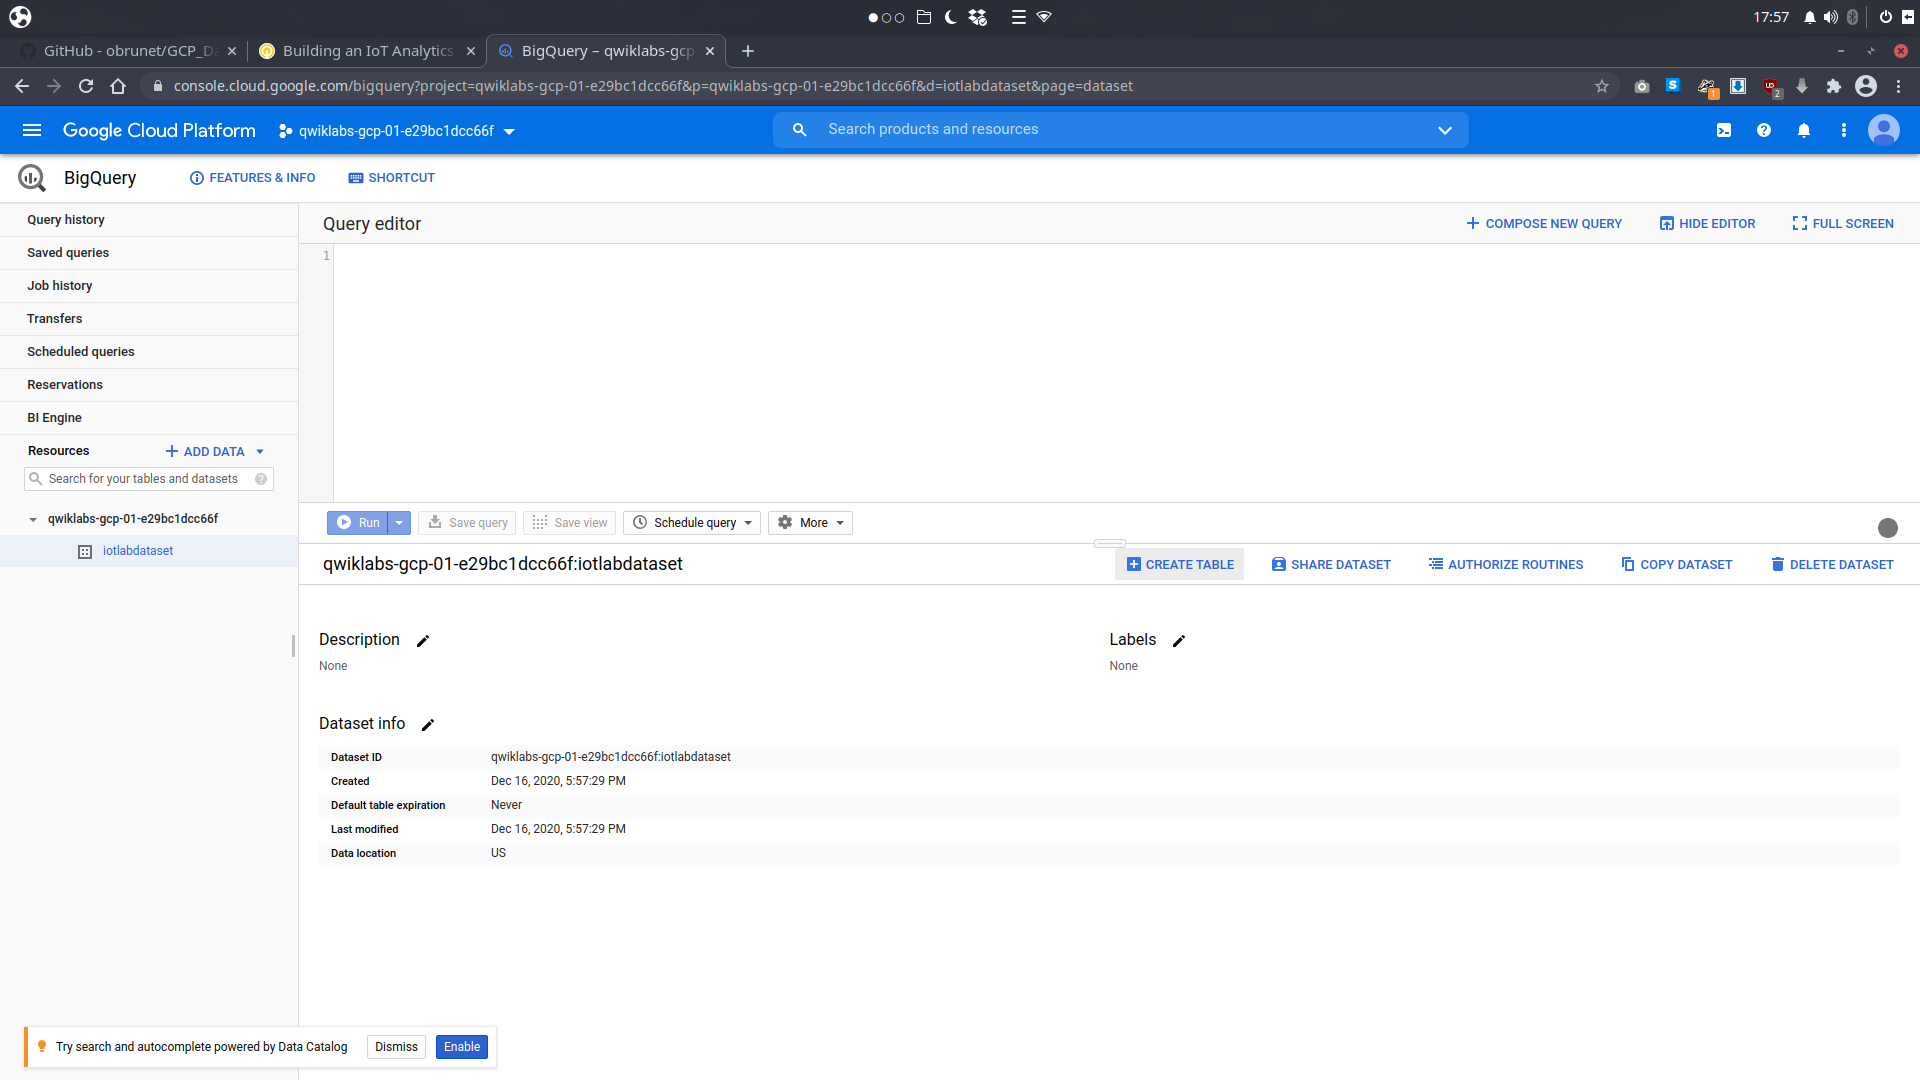 17:57
GitHub - obrunet/GCP_Da
Building an IoT Analytics
BigQuery – qwiklabs-gcp
console.cloud.google.com/bigquery?project=qwiklabs-gcp-01-e29bc1dcc66f&p=qwiklabs-gcp-01-e29bc1dcc66f&d=iotlabdataset&page=dataset
1
2
Google Cloud Platform
qwiklabs-gcp-01-e29bc1dcc66f
Search products and resources
BigQuery
FEATURES & INFO
SHORTCUT
Query history
Saved queries
Job history
Transfers
Scheduled queries
Reservations
BI Engine
Resources
ADD DATA
Search for your tables and datasets
qwiklabs-gcp-01-e29bc1dcc66f
iotlabdataset
Query editor
COMPOSE NEW QUERY
HIDE EDITOR
FULL SCREEN
1
Run
Save query
Save view
Schedule query
More
qwiklabs-gcp-01-e29bc1dcc66f:iotlabdataset
CREATE TABLE
SHARE DATASET
AUTHORIZE ROUTINES
COPY DATASET
DELETE DATASET
Description
None
Labels
None
Dataset info
Dataset ID qwiklabs-gcp-01-e29bc1dcc66f:iotlabdataset
Created Dec 16, 2020, 5:57:29 PM
Default table expiration Never
Last modified Dec 16, 2020, 5:57:29 PM
Data location US
Try search and autocomplete powered by Data Catalog
Dismiss
Enable